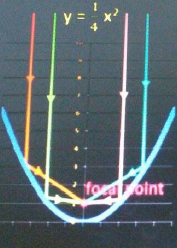 y = 1/4 x²
focal point